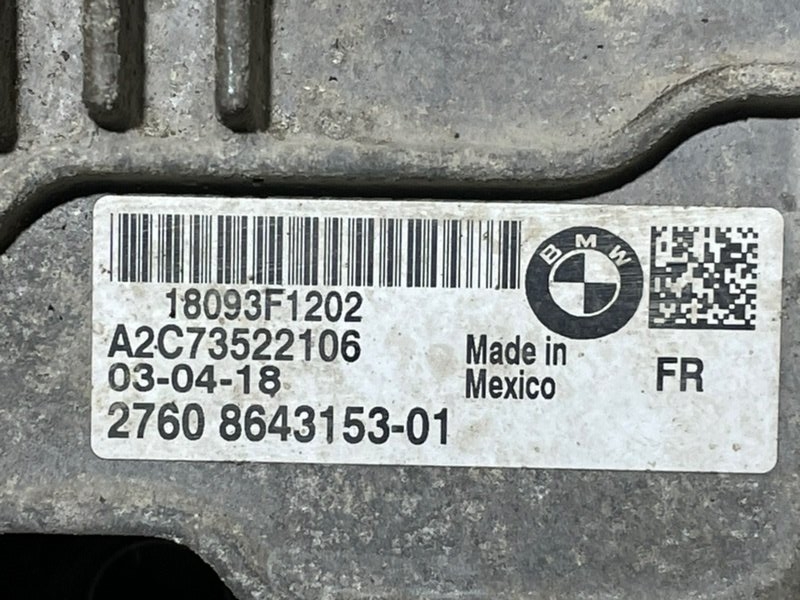 18093F1202
A2C73522106
03-04-18
2760 8643153-01
Made in
Mexico
BMW
FR